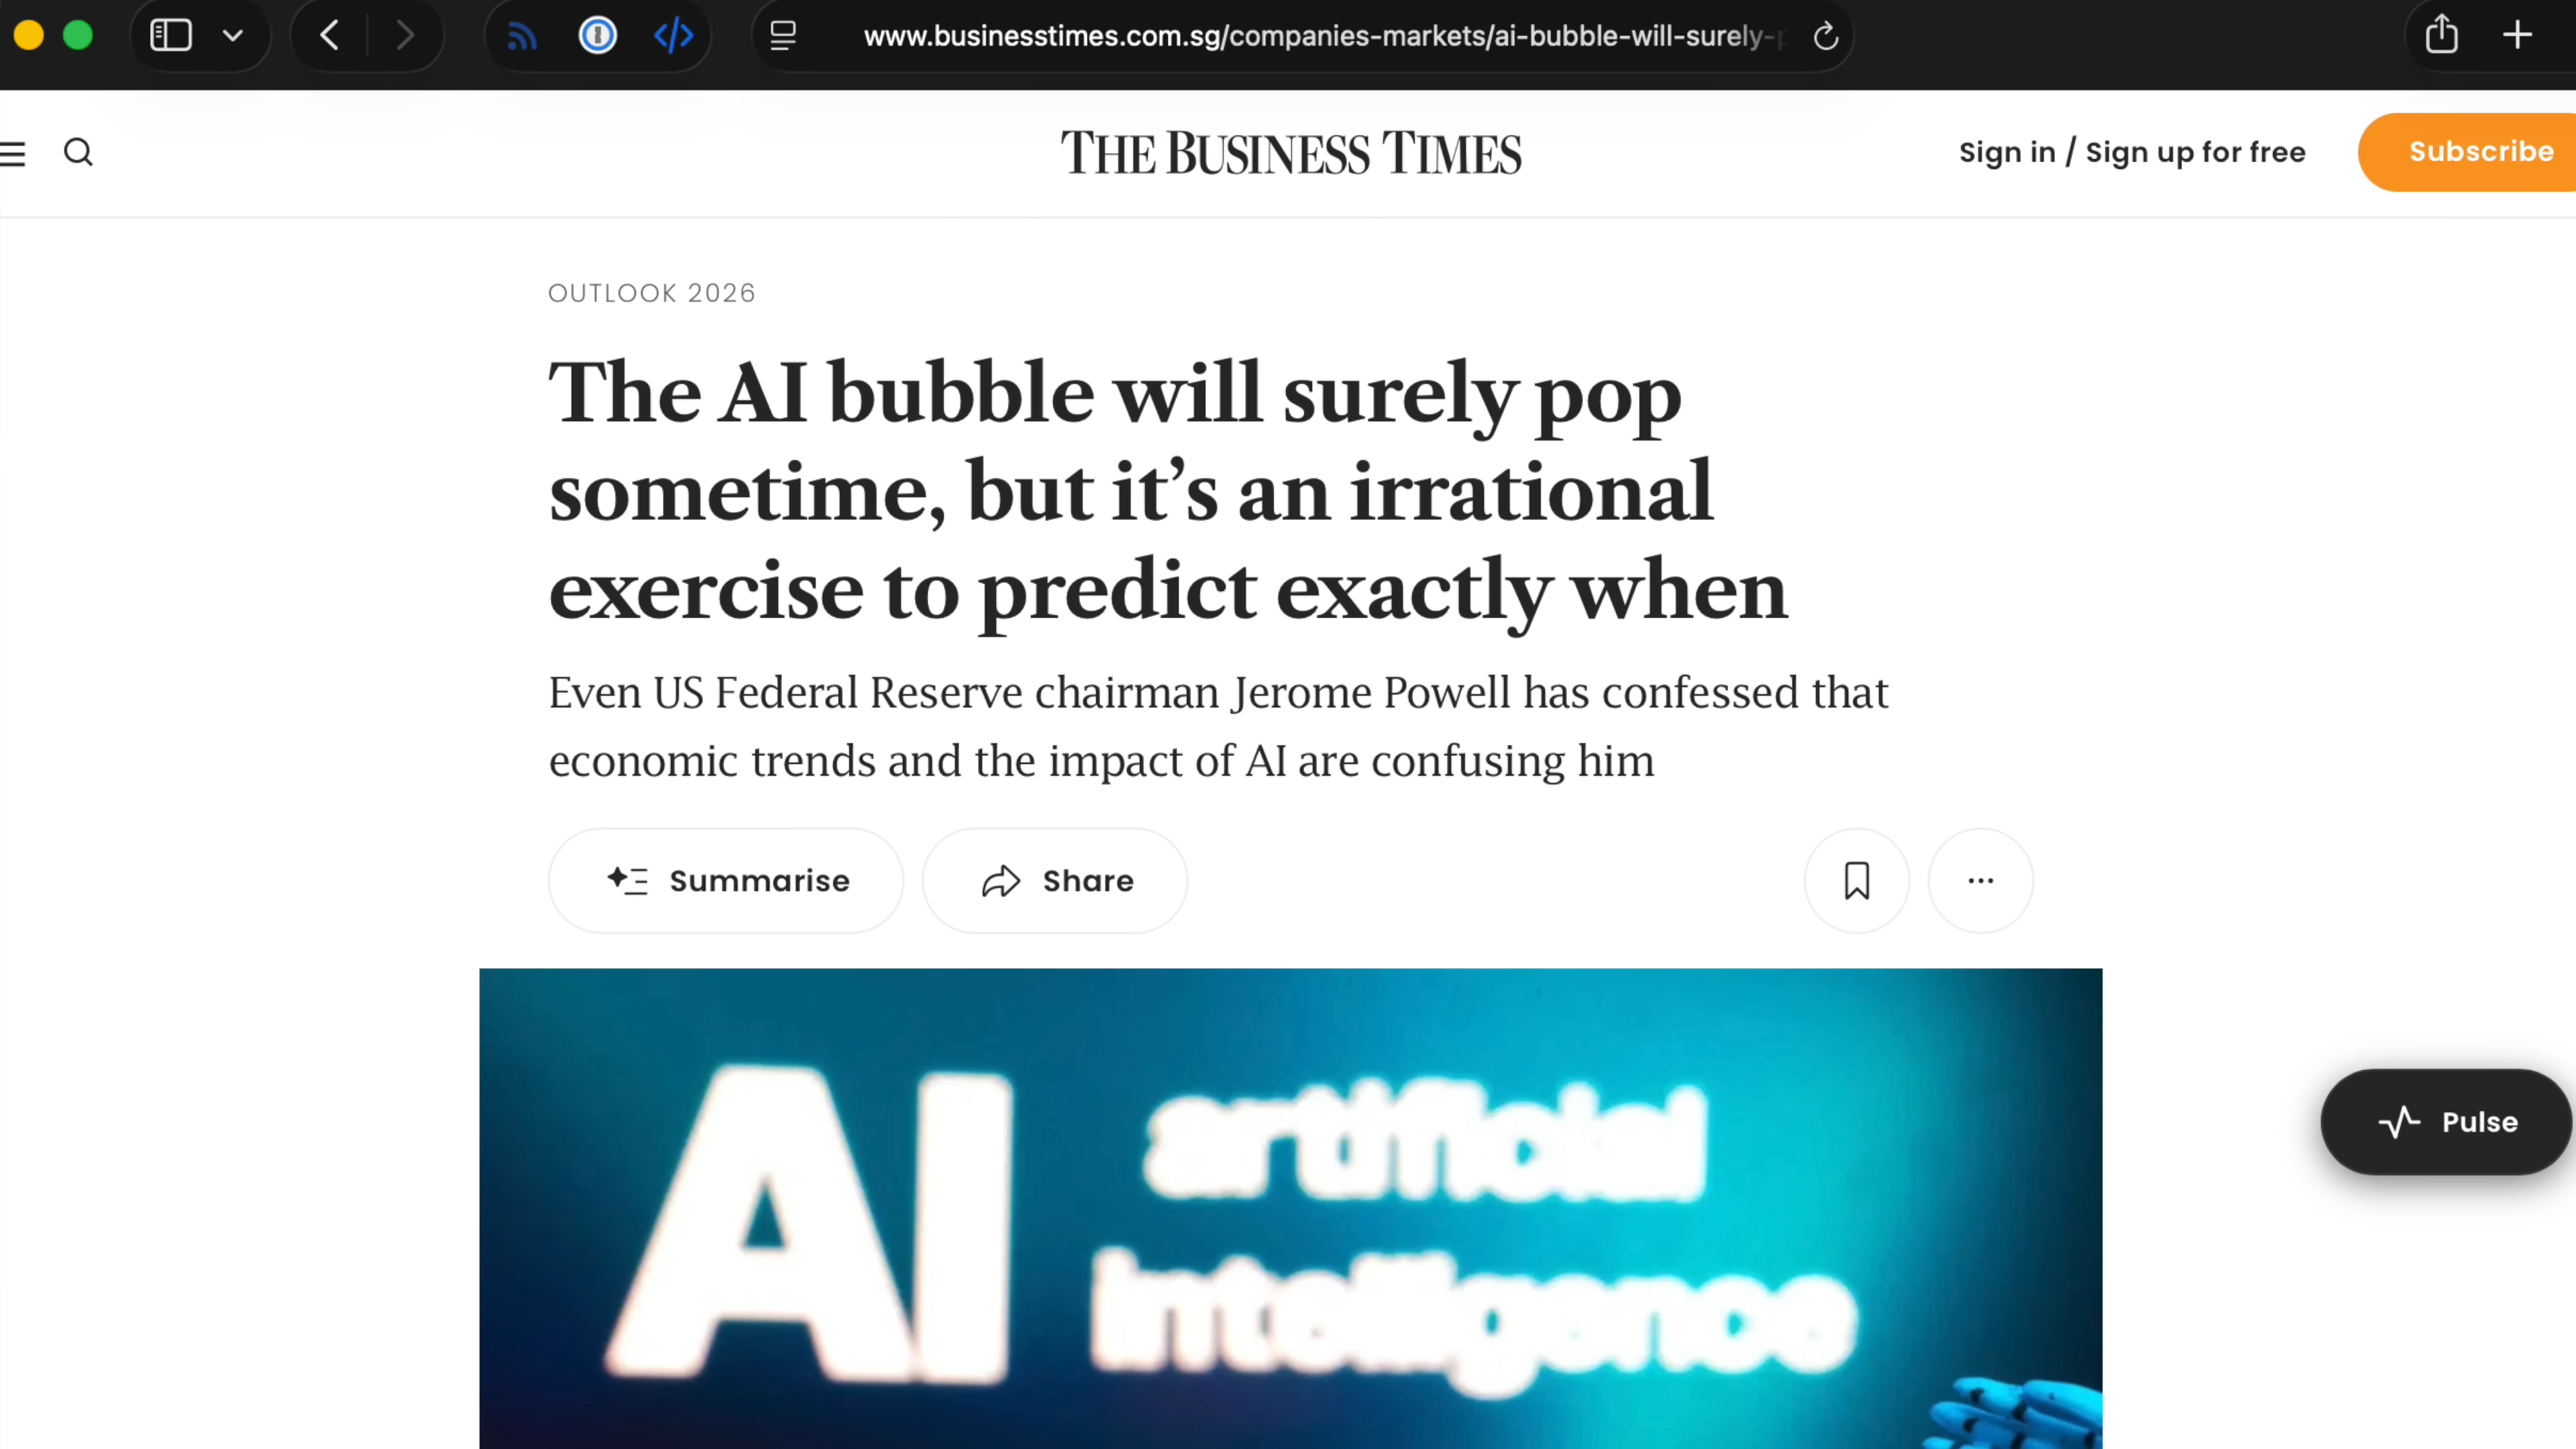 www.businesstimes.com.sg/companies-markets/ai-bubble-will-surely-
THE BUSINESS TIMES
Sign in / Sign up for free
Subscribe
OUTLOOK 2026
The AI bubble will surely pop
sometime, but it’s an irrational
exercise to predict exactly when
Even US Federal Reserve chairman Jerome Powell has confessed that
economic trends and the impact of AI are confusing him
Summarise
Share
AI
artificial
intelligence
Pulse